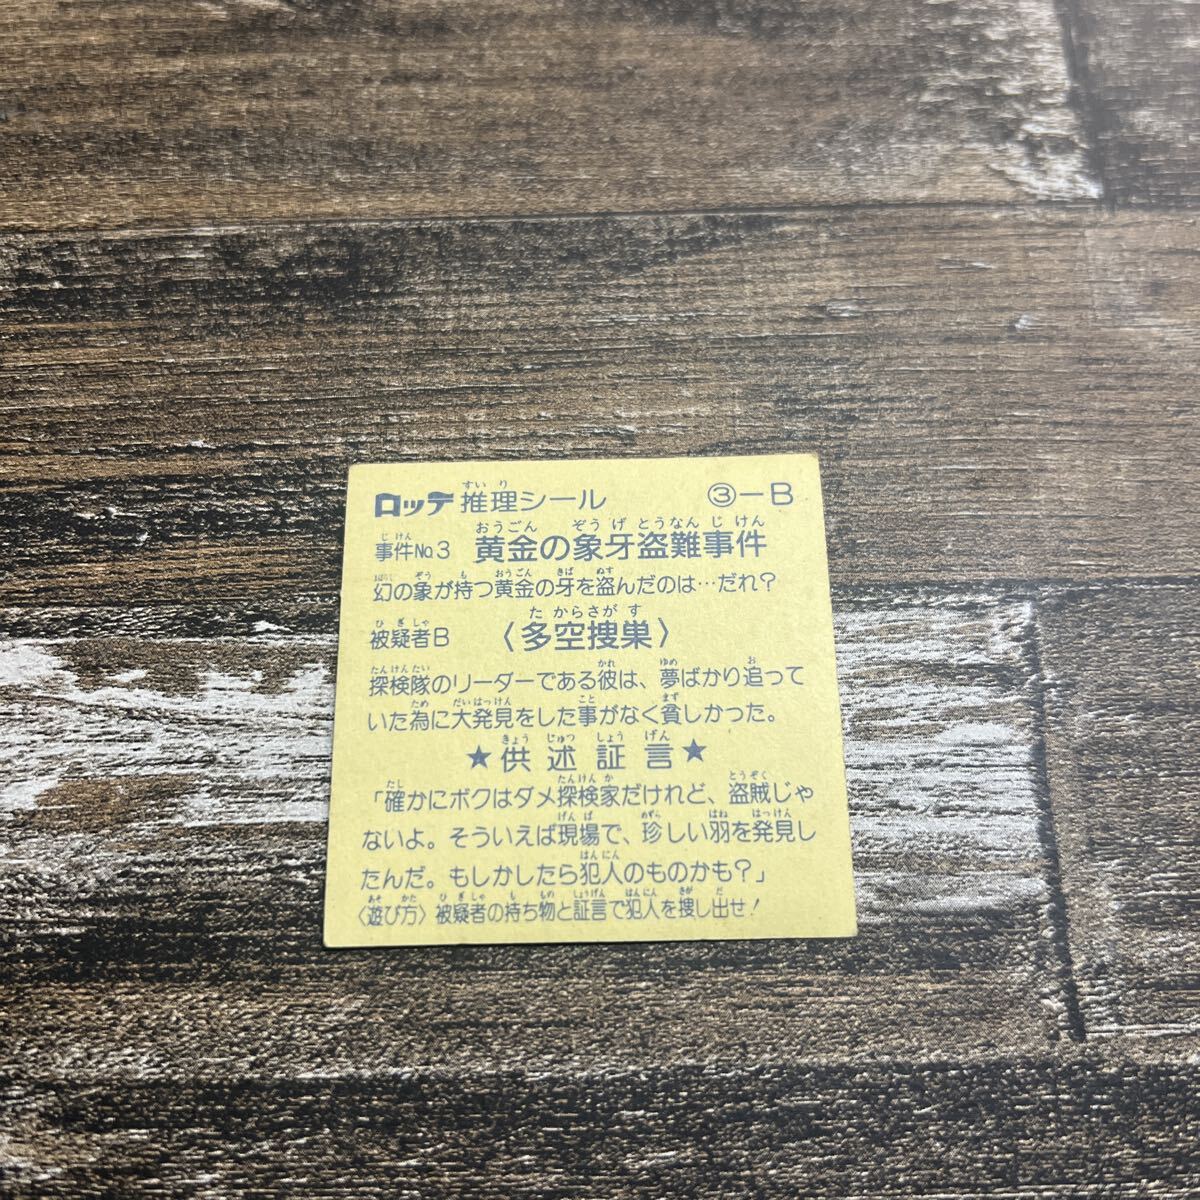 ロッテ 推理シール ③-B
事件No.3 黄金の象牙盗難事件
幻の象が持つ黄金の牙を盗んだのは…だれ?
被疑者B 〈多空捜巣〉
探検隊のリーダーである彼は、夢ばかり追って
いた為に大発見をした事がなく貧しかった。
★供述証言★
「確かにボクはダメ探検家だけれど、盗賊じゃ
ないよ。そういえば現場で、珍しい羽を発見し
たんだ。もしかしたら犯人のものかも?」
〈遊び方〉被疑者の持ち物と証言で犯人を捜し出せ!